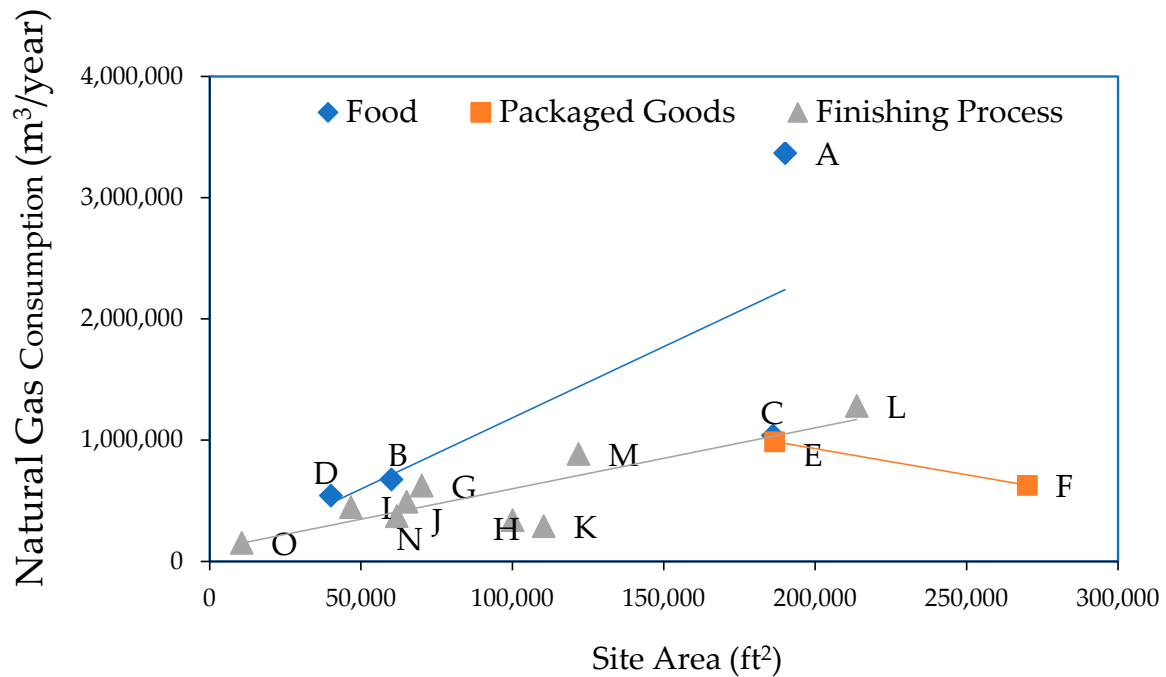 Natural Gas Consumption (m³/year)
4,000,000
3,000,000
2,000,000
1,000,000
0
Food Packaged Goods Finishing Process
A
C
L
B
M
E
D
G
F
I
J
H
K
N
O
0 50,000 100,000 150,000 200,000 250,000 300,000
Site Area (ft²)